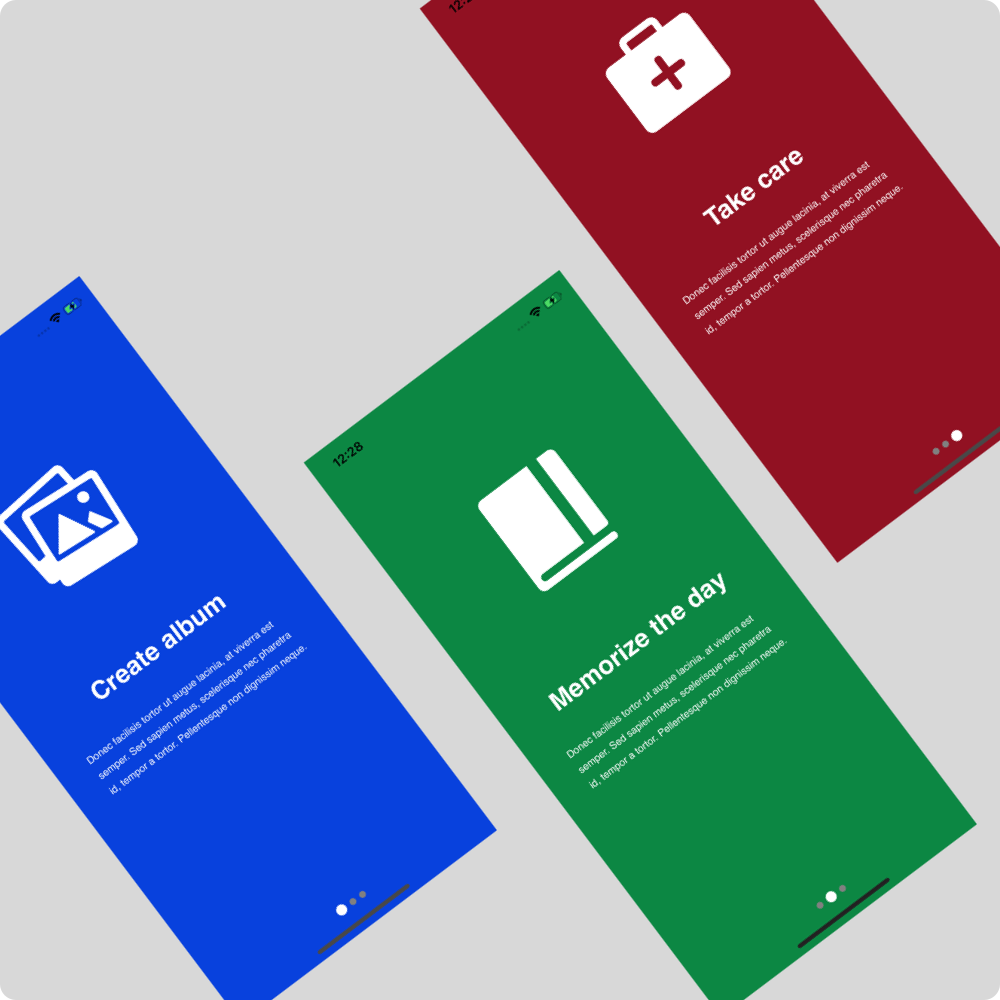 Take care
Donec facilisis tortor ut augue lacinia, at viverra est
semper. Sed sapien metus, scelerisque nec pharetra
id, tempor a tortor. Pellentesque non dignissim neque.
Create album
Donec facilisis tortor ut augue lacinia, at viverra est
semper. Sed sapien metus, scelerisque nec pharetra
id, tempor a tortor. Pellentesque non dignissim neque.
12:28
Memorize the day
Donec facilisis tortor ut augue lacinia, at viverra est
semper. Sed sapien metus, scelerisque nec pharetra
id, tempor a tortor. Pellentesque non dignissim neque.